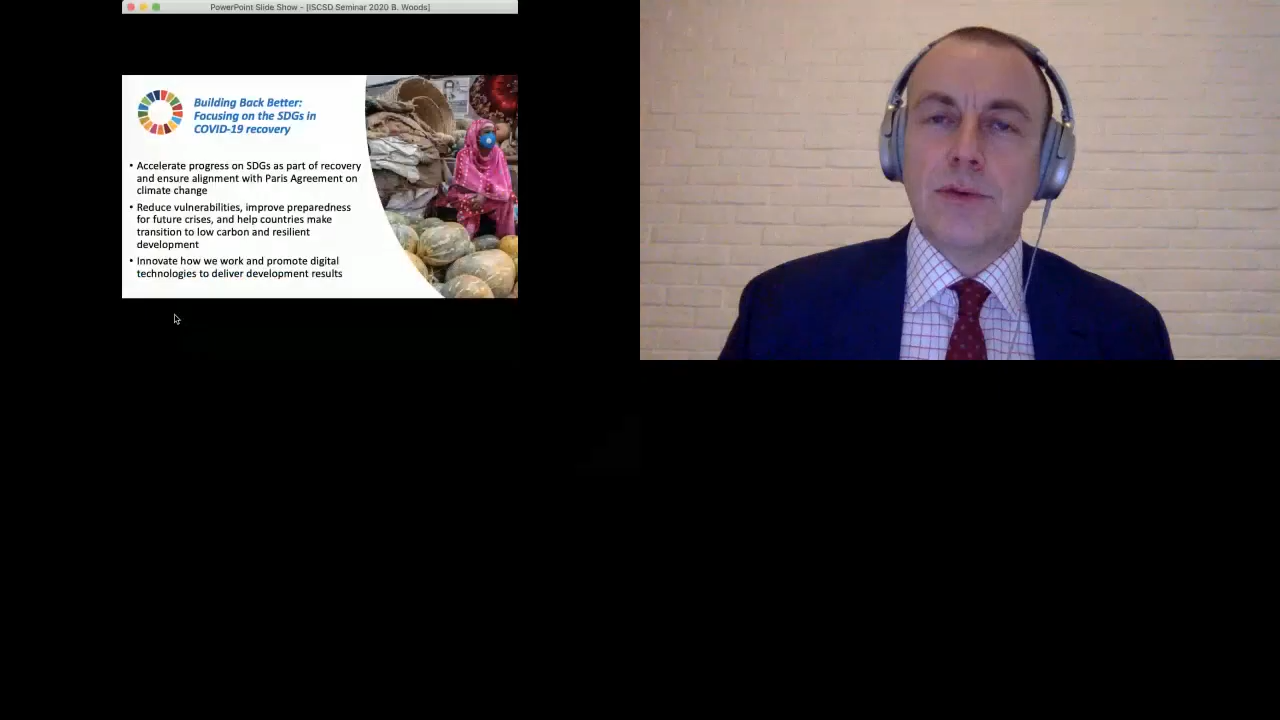 PowerPoint Slide Show - [ISCSD Seminar 2020 B. Woods]
Building Back Better:
Focusing on the SDGs in
COVID-19 recovery
• Accelerate progress on SDGs as part of recovery
and ensure alignment with Paris Agreement on
climate change
• Reduce vulnerabilities, improve preparedness
for future crises, and help countries make
transition to low carbon and resilient
development
• Innovate how we work and promote digital
technologies to deliver development results